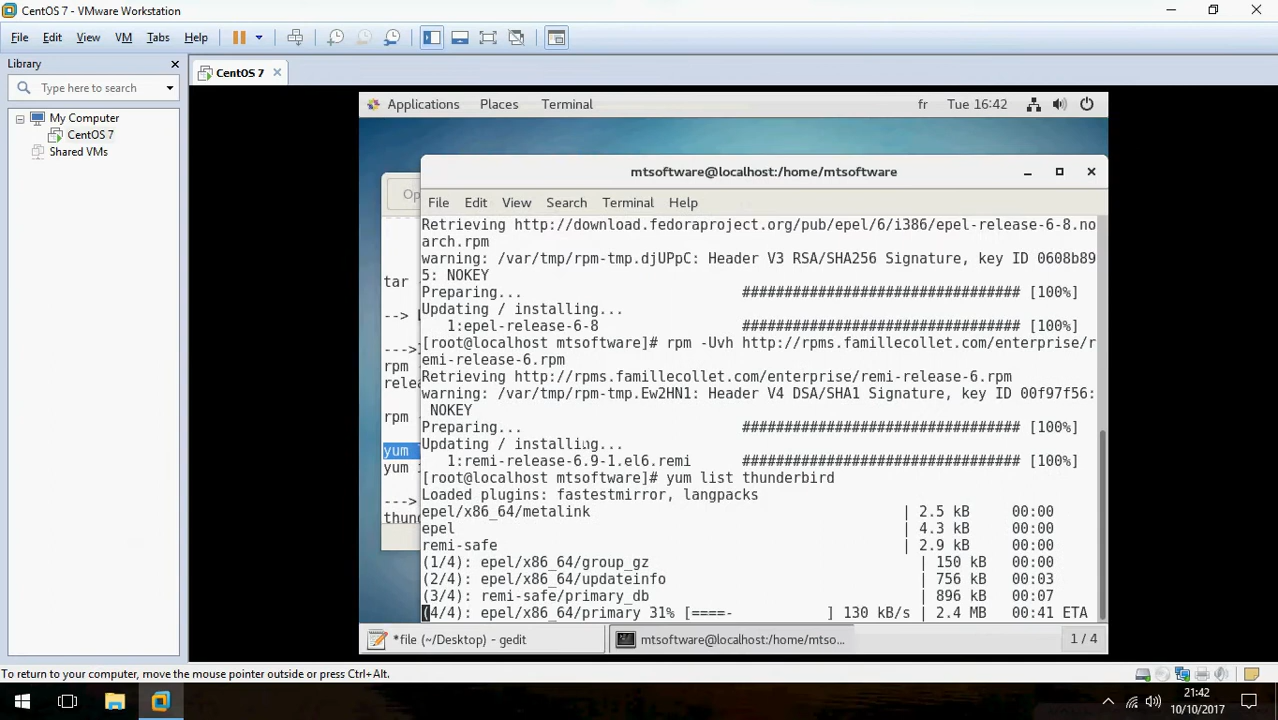 CentOS 7 - VMware Workstation
File Edit View VM Tabs Help
Library
CentOS 7
Type here to search
My Computer
CentOS 7
Shared VMs
Applications Places Terminal fr Tue 16:42
mtsoftware@localhost:/home/mtsoftware
Op
File Edit View Search Terminal Help
Retrieving http://download.fedoraproject.org/pub/epel/6/i386/epel-release-6-8.no
arch.rpm
warning: /var/tmp/rpm-tmp.djUPpC: Header V3 RSA/SHA256 Signature, key ID 0608b89
5: NOKEY
Preparing... ################################# [100%]
Updating / installing...
1:epel-release-6-8 ################################# [100%]
[root@localhost mtsoftware]# rpm -Uvh http://rpms.famillecollet.com/enterprise/r
emi-release-6.rpm
Retrieving http://rpms.famillecollet.com/enterprise/remi-release-6.rpm
warning: /var/tmp/rpm-tmp.Ew2HN1: Header V4 DSA/SHA1 Signature, key ID 00f97f56:
NOKEY
Preparing... ################################# [100%]
Updating / installing...
1:remi-release-6.9-1.el6.remi ################################# [100%]
[root@localhost mtsoftware]# yum list thunderbird
Loaded plugins: fastestmirror, langpacks
epel/x86_64/metalink | 2.5 kB 00:00
epel | 4.3 kB 00:00
remi-safe | 2.9 kB 00:00
(1/4): epel/x86_64/group_gz | 150 kB 00:00
(2/4): epel/x86_64/updateinfo | 756 kB 00:03
(3/4): remi-safe/primary_db | 896 kB 00:07
(4/4): epel/x86_64/primary 31% [====- ] 130 kB/s | 2.4 MB 00:41 ETA
tar -
-->
--->
rpm -
relea
rpm -
yum
yum
--->
thun
*file (~/Desktop) - gedit
mtsoftware@localhost:/home/mtso...
1 / 4
To return to your computer, move the mouse pointer outside or press Ctrl+Alt.
21:42
10/10/2017